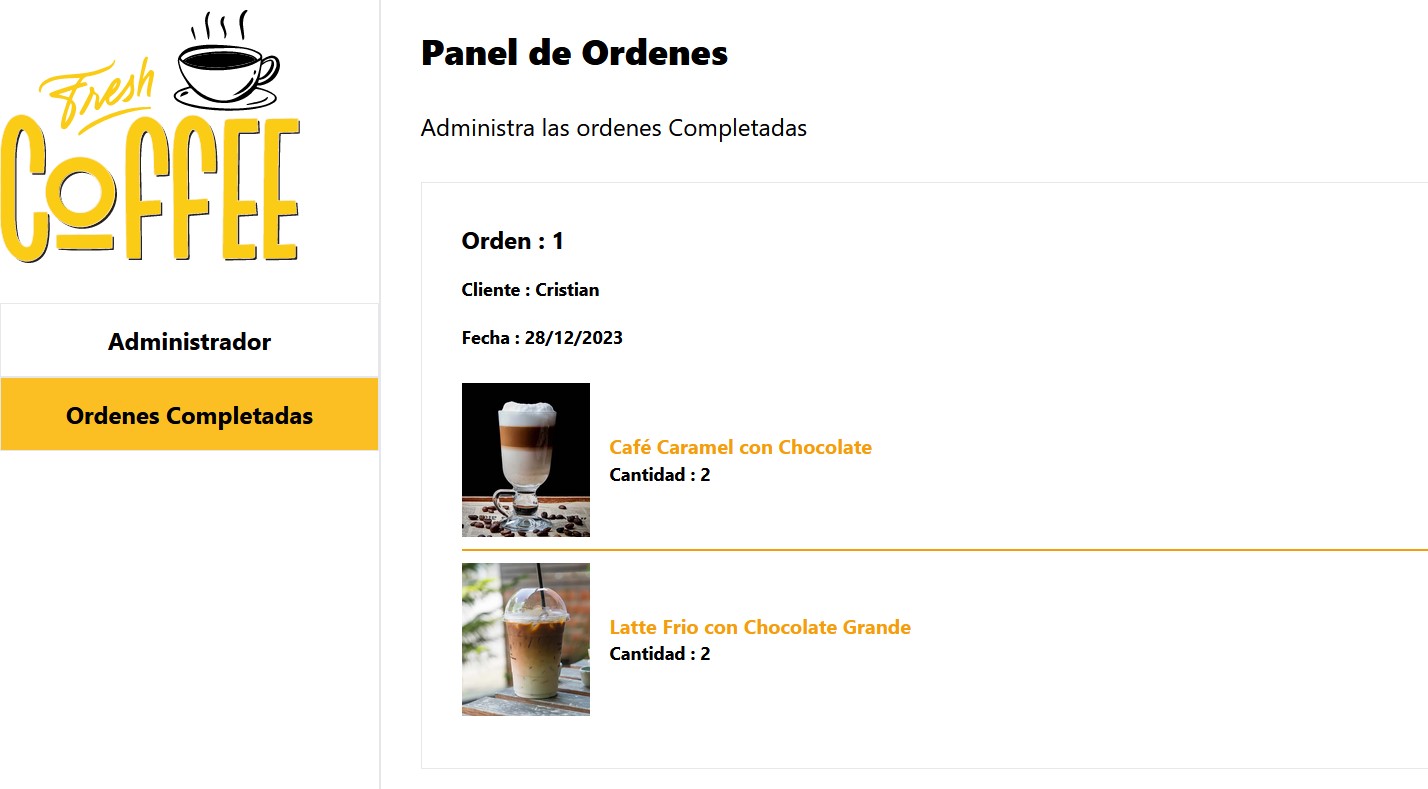 Fresh
COFFEE
Administrador
Ordenes Completadas
Panel de Ordenes
Administra las ordenes Completadas
Orden : 1
Cliente : Cristian
Fecha : 28/12/2023
Café Caramel con Chocolate
Cantidad : 2
Latte Frio con Chocolate Grande
Cantidad : 2